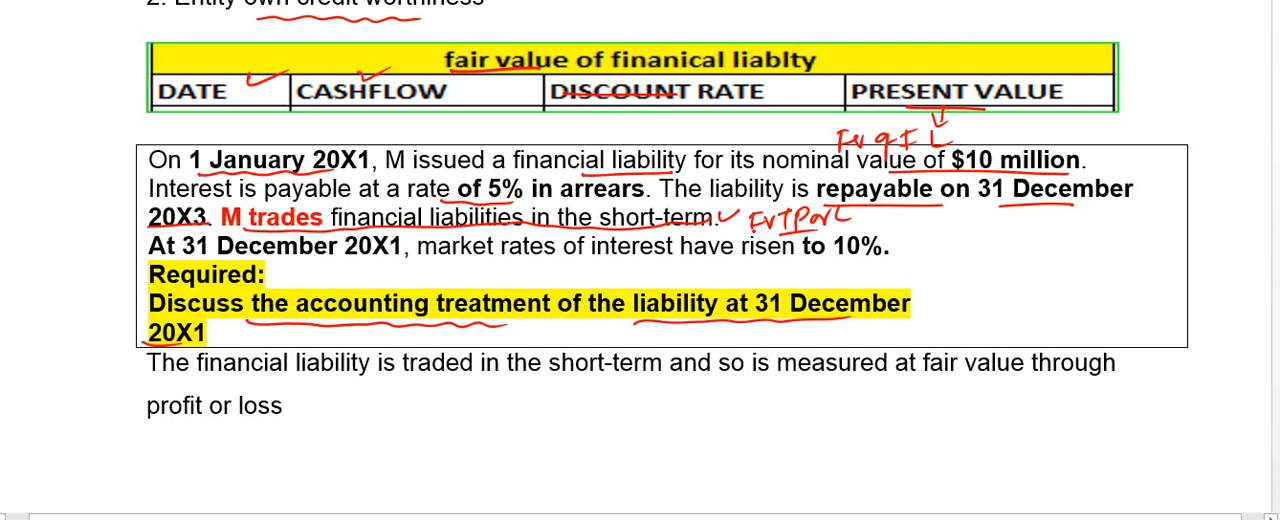 2. Entity own credit worthiness
fair value of finanical liablty
DATE CASHFLOW DISCOUNT RATE PRESENT VALUE
Fv of F L
On 1 January 20X1, M issued a financial liability for its nominal value of $10 million.
Interest is payable at a rate of 5% in arrears. The liability is repayable on 31 December
20X3. M trades financial liabilities in the short-term. FVTPorL
At 31 December 20X1, market rates of interest have risen to 10%.
Required:
Discuss the accounting treatment of the liability at 31 December
20X1
The financial liability is traded in the short-term and so is measured at fair value through
profit or loss